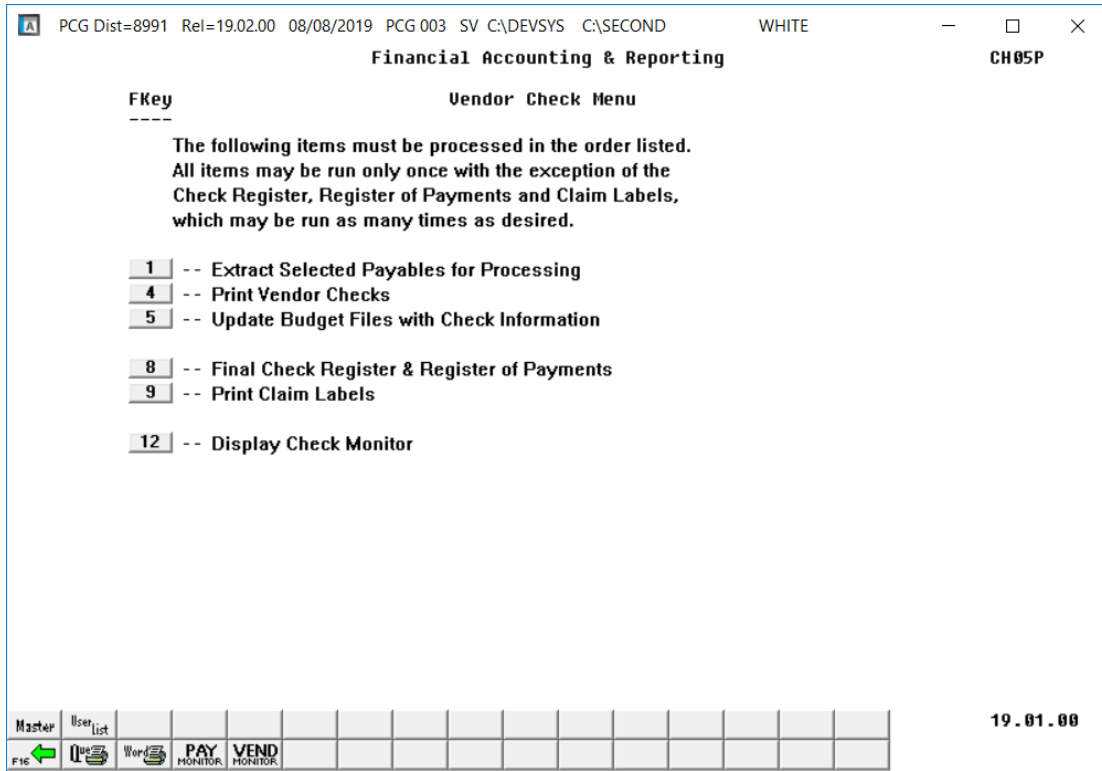 PCG Dist=8991 Rel=19.02.00 08/08/2019 PCG 003 SV C:\DEVSYS C:\SECOND WHITE
Financial Accounting & Reporting CH05P
FKey Vendor Check Menu
----
The following items must be processed in the order listed.
All items may be run only once with the exception of the
Check Register, Register of Payments and Claim Labels,
which may be run as many times as desired.
1 -- Extract Selected Payables for Processing
4 -- Print Vendor Checks
5 -- Update Budget Files with Check Information
8 -- Final Check Register & Register of Payments
9 -- Print Claim Labels
12 -- Display Check Monitor
Master User List 19.01.00
F16 Que Word PAY MONITOR VEND MONITOR